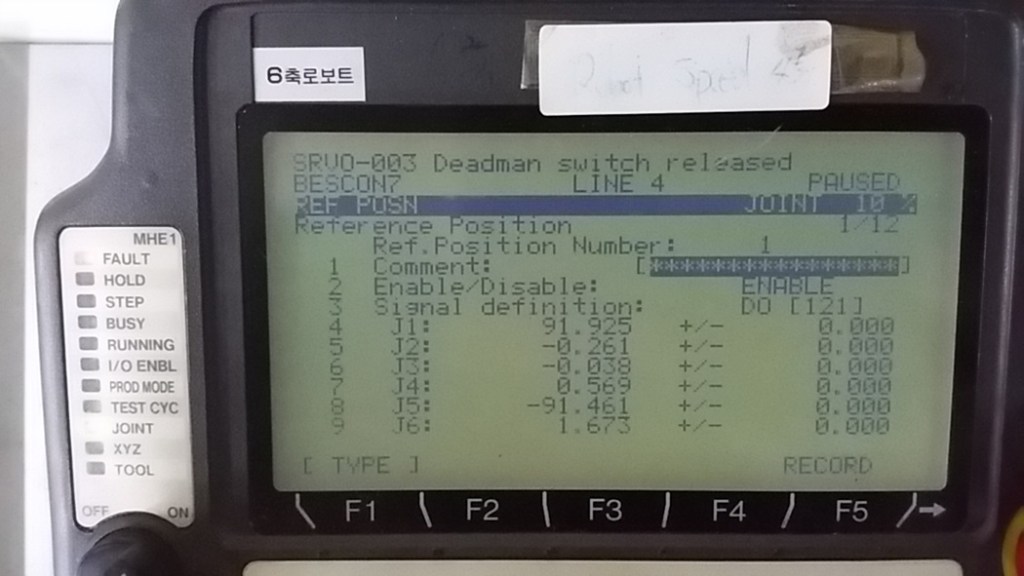 6축로보트
Robot Speed
SRVO-003 Deadman switch released
BESCON7 LINE 4 PAUSED
REF POSN JOINT 10 %
Reference Position 1/12
Ref.Position Number: 1
1 Comment: [****************]
2 Enable/Disable: ENABLE
3 Signal definition: DO [121]
4 J1: 91.925 +/- 0.000
5 J2: -0.261 +/- 0.000
6 J3: -0.038 +/- 0.000
7 J4: 0.569 +/- 0.000
8 J5: -91.461 +/- 0.000
9 J6: 1.673 +/- 0.000
[ TYPE ] RECORD
F1 F2 F3 F4 F5
MHE1
FAULT
HOLD
STEP
BUSY
RUNNING
I/O ENBL
PROD MODE
TEST CYC
JOINT
XYZ
TOOL
OFF ON